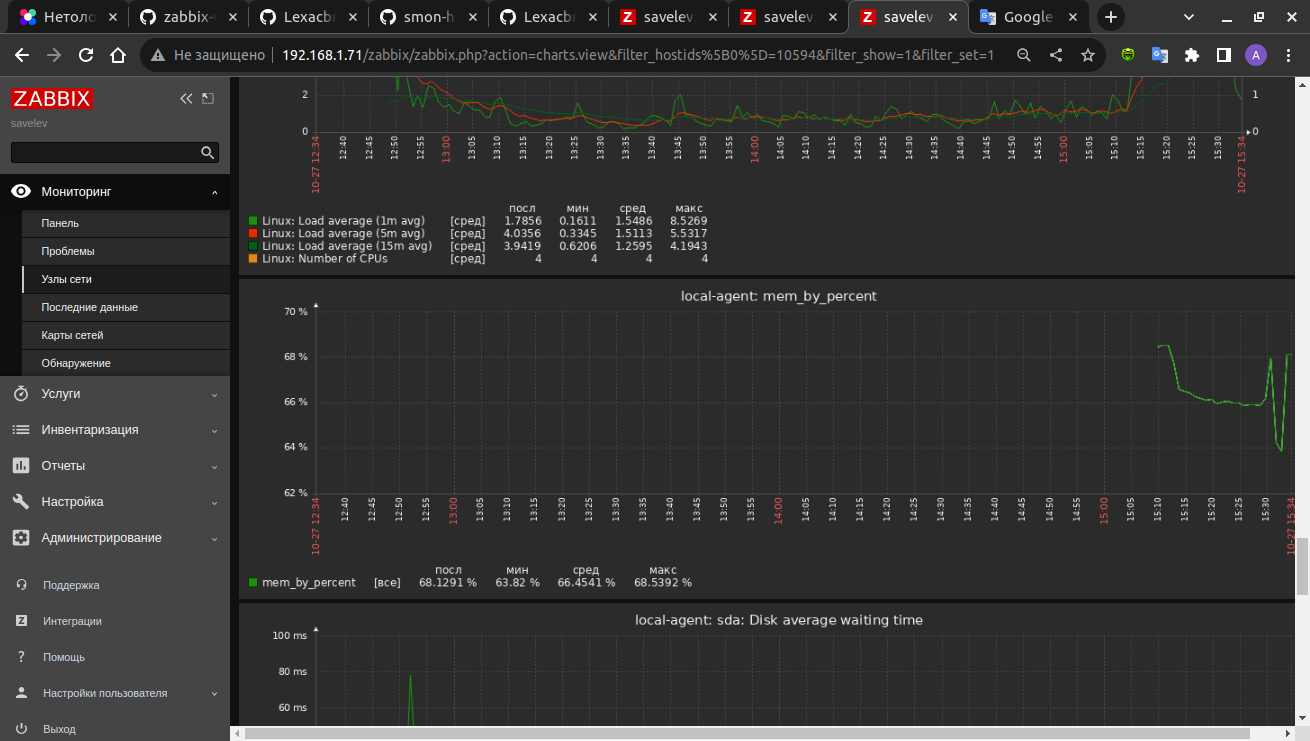 Нетоло
zabbix-
Lexacbr
smon-h
Lexacbr
savelev:
savelev:
savelev:
Google
Не защищено
192.168.1.71/zabbix/zabbix.php?action=charts.view&filter_hostids%5B0%5D=10594&filter_show=1&filter_set=1
A
ZABBIX
savelev
Мониторинг
Панель
Проблемы
Узлы сети
Последние данные
Карты сетей
Обнаружение
Услуги
Инвентаризация
Отчеты
Настройка
Администрирование
Поддержка
Интеграции
Помощь
Настройки пользователя
Выход
2
0
1
0
10-27 12:34 12:40 12:45 12:50 12:55 13:00 13:05 13:10 13:15 13:20 13:25 13:30 13:35 13:40 13:45 13:50 13:55 14:00 14:05 14:10 14:15 14:20 14:25 14:30 14:35 14:40 14:45 14:50 14:55 15:00 15:05 15:10 15:15 15:20 15:25 15:30 10-27 15:34
посл мин сред макс
Linux: Load average (1m avg) [сред] 1.7856 0.1611 1.5486 8.5269
Linux: Load average (5m avg) [сред] 4.0356 0.3345 1.5113 5.5317
Linux: Load average (15m avg) [сред] 3.9419 0.6206 1.2595 4.1943
Linux: Number of CPUs [сред] 4 4 4 4
local-agent: mem_by_percent
70 %
68 %
66 %
64 %
62 %
10-27 12:34 12:40 12:45 12:50 12:55 13:00 13:05 13:10 13:15 13:20 13:25 13:30 13:35 13:40 13:45 13:50 13:55 14:00 14:05 14:10 14:15 14:20 14:25 14:30 14:35 14:40 14:45 14:50 14:55 15:00 15:05 15:10 15:15 15:20 15:25 15:30 10-27 15:34
посл мин сред макс
mem_by_percent [все] 68.1291 % 63.82 % 66.4541 % 68.5392 %
local-agent: sda: Disk average waiting time
100 ms
80 ms
60 ms